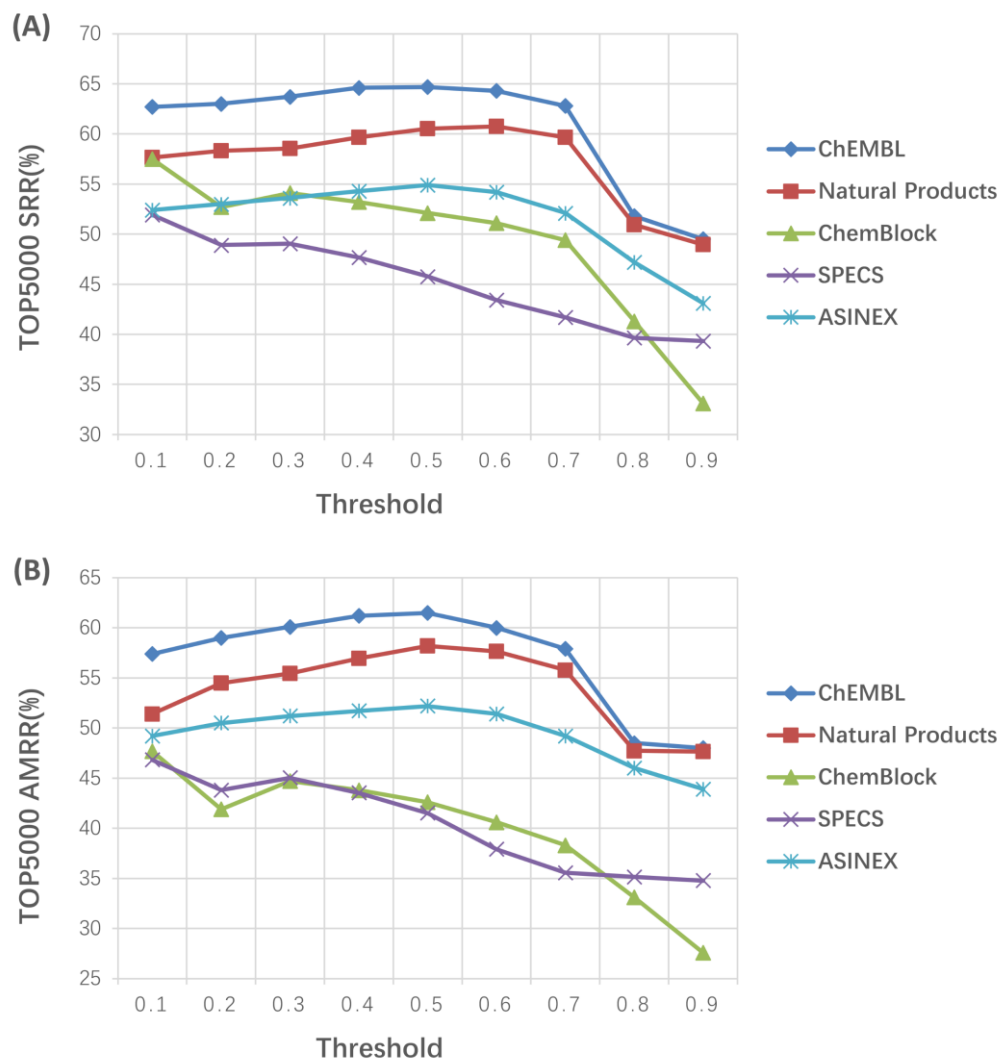 (A)
TOP5000 SRR(%)
70
65
60
55
50
45
40
35
30
0.1 0.2 0.3 0.4 0.5 0.6 0.7 0.8 0.9
Threshold
ChEMBL
Natural Products
ChemBlock
SPECS
ASINEX
(B)
TOP5000 AMRR(%)
65
60
55
50
45
40
35
30
25
0.1 0.2 0.3 0.4 0.5 0.6 0.7 0.8 0.9
Threshold
ChEMBL
Natural Products
ChemBlock
SPECS
ASINEX